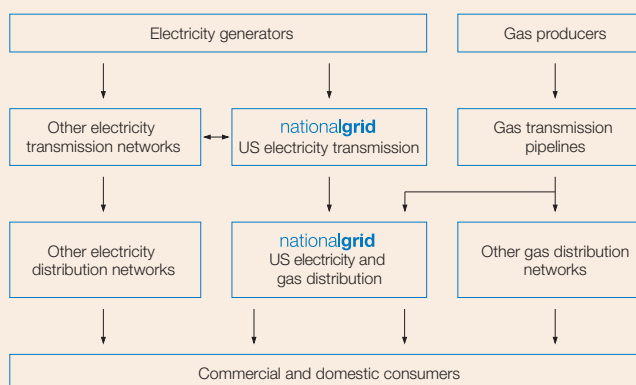 Electricity generators
Gas producers
Other electricity
transmission networks
nationalgrid
US electricity transmission
Gas transmission
pipelines
Other electricity
distribution networks
nationalgrid
US electricity and
gas distribution
Other gas distribution
networks
Commercial and domestic consumers